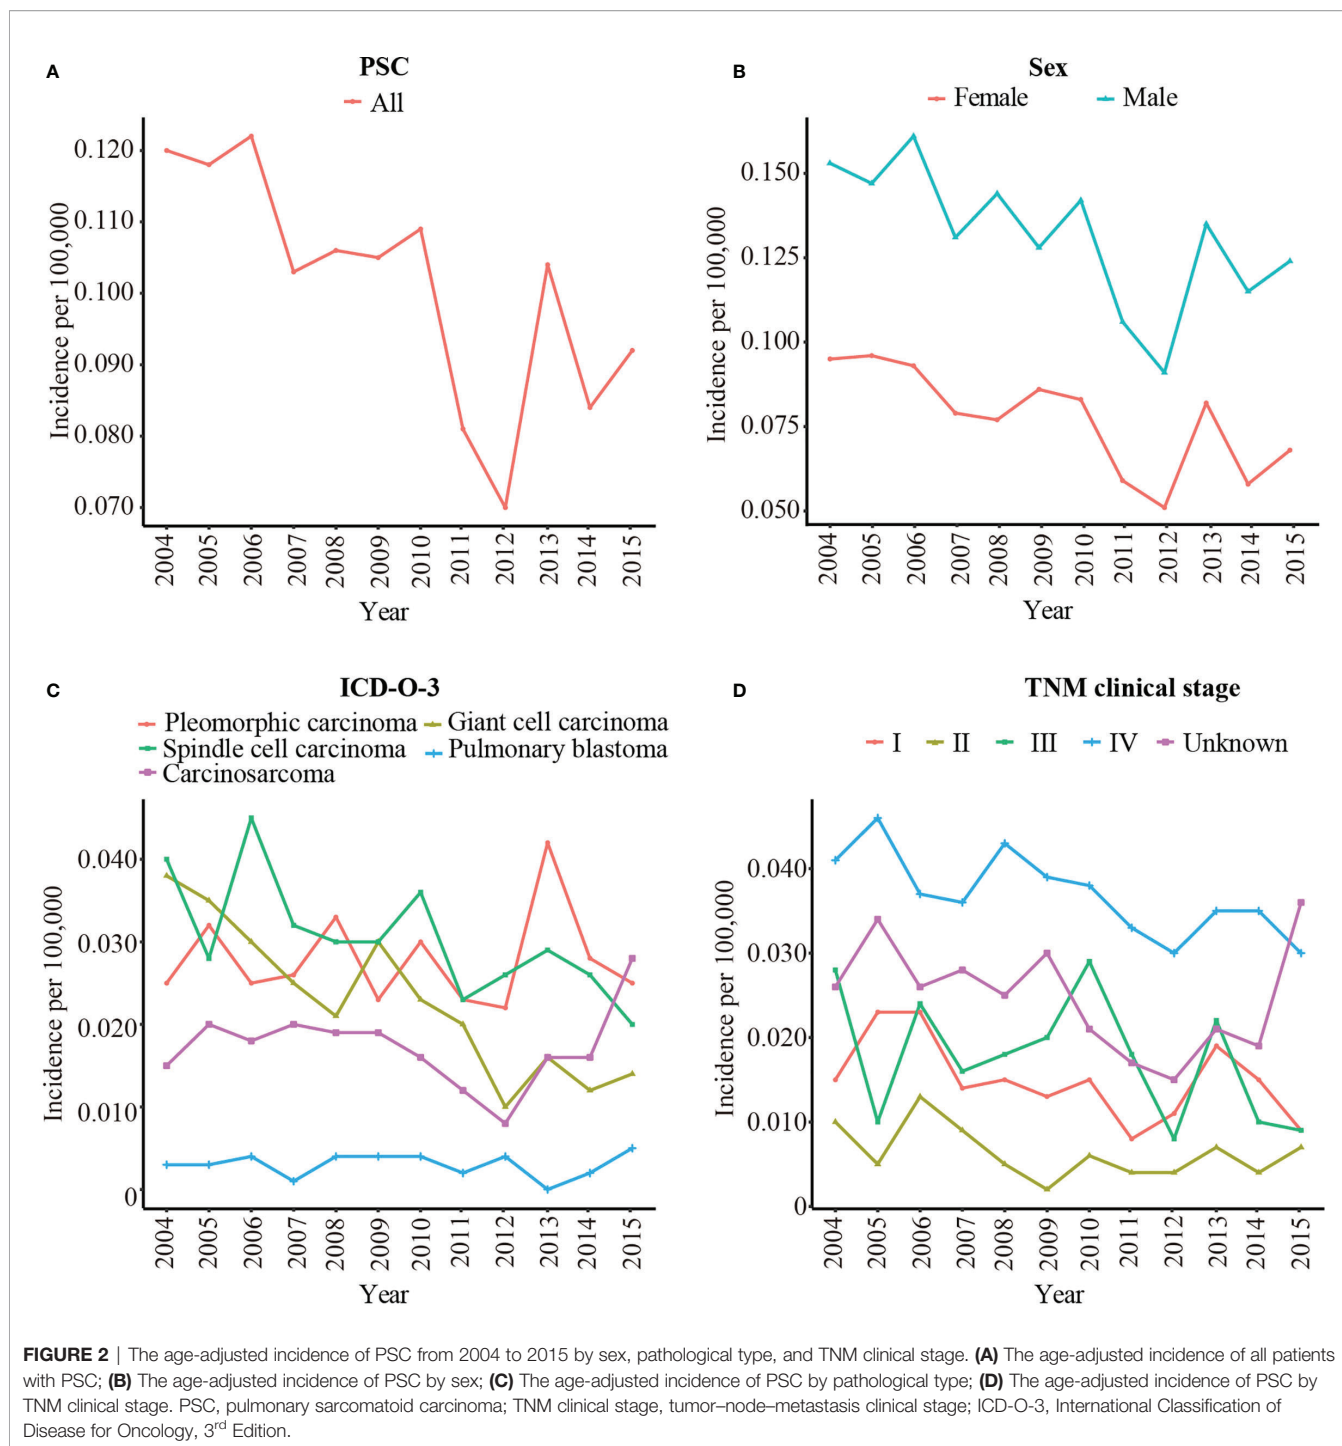 A
PSC
All
0.120
0.110
0.100
0.090
0.080
0.070
Incidence per 100,000
2004 2005 2006 2007 2008 2009 2010 2011 2012 2013 2014 2015
Year
B
Sex
Female Male
0.150
0.125
0.100
0.075
0.050
Incidence per 100,000
2004 2005 2006 2007 2008 2009 2010 2011 2012 2013 2014 2015
Year
C
ICD-O-3
Pleomorphic carcinoma Giant cell carcinoma
Spindle cell carcinoma Pulmonary blastoma
Carcinosarcoma
0.040
0.030
0.020
0.010
0
Incidence per 100,000
2004 2005 2006 2007 2008 2009 2010 2011 2012 2013 2014 2015
Year
D
TNM clinical stage
I II III IV Unknown
0.040
0.030
0.020
0.010
0
Incidence per 100,000
2004 2005 2006 2007 2008 2009 2010 2011 2012 2013 2014 2015
Year
FIGURE 2 | The age-adjusted incidence of PSC from 2004 to 2015 by sex, pathological type, and TNM clinical stage. (A) The age-adjusted incidence of all patients
with PSC; (B) The age-adjusted incidence of PSC by sex; (C) The age-adjusted incidence of PSC by pathological type; (D) The age-adjusted incidence of PSC by
TNM clinical stage. PSC, pulmonary sarcomatoid carcinoma; TNM clinical stage, tumor–node–metastasis clinical stage; ICD-O-3, International Classification of
Disease for Oncology, 3rd Edition.